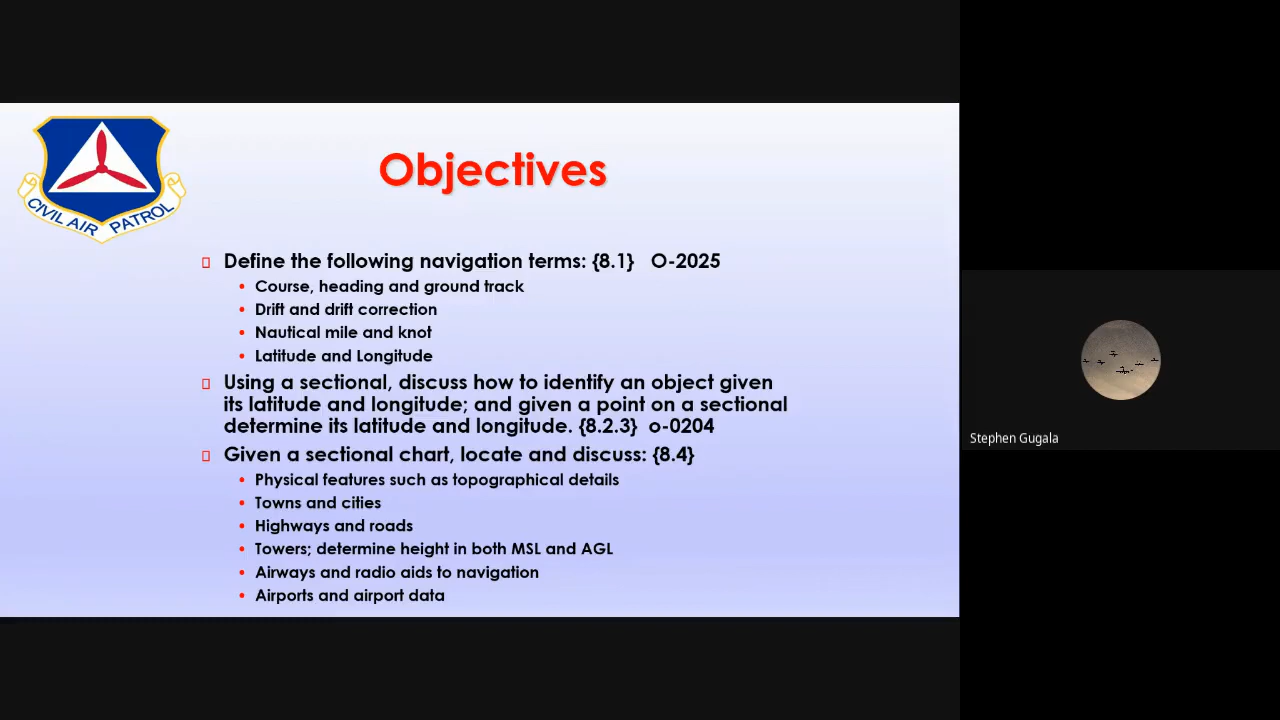 CIVIL AIR PATROL
Objectives
Define the following navigation terms: {8.1} O-2025
• Course, heading and ground track
• Drift and drift correction
• Nautical mile and knot
• Latitude and Longitude
Using a sectional, discuss how to identify an object given
its latitude and longitude; and given a point on a sectional
determine its latitude and longitude. {8.2.3} o-0204
Given a sectional chart, locate and discuss: {8.4}
• Physical features such as topographical details
• Towns and cities
• Highways and roads
• Towers; determine height in both MSL and AGL
• Airways and radio aids to navigation
• Airports and airport data
Stephen Gugala